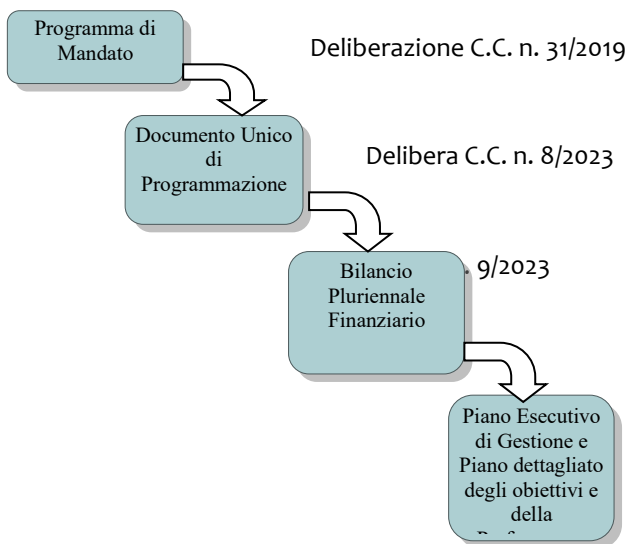 Programma di
Mandato
Deliberazione C.C. n. 31/2019
Documento Unico
di
Programmazione
Delibera C.C. n. 8/2023
Bilancio
Pluriennale
Finanziario
. 9/2023
Piano Esecutivo
di Gestione e
Piano dettagliato
degli obiettivi e
della